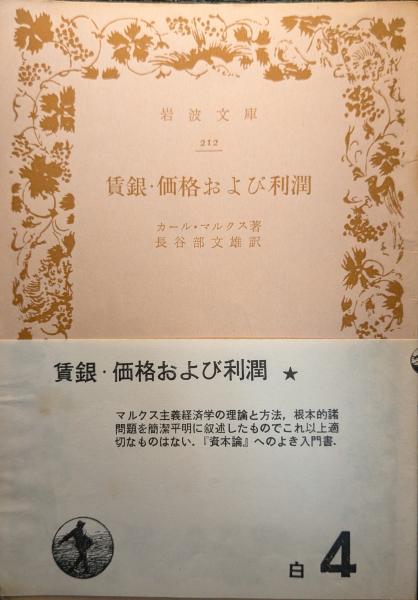 岩波文庫
212
賃銀・価格および利潤
カール・マルクス著
長谷部文雄訳
賃銀・価格および利潤 ★
マルクス主義経済学の理論と方法，根本的諸
問題を簡潔平明に叙述したものでこれ以上適
切なものはない．『資本論』へのよき入門書．
白 4